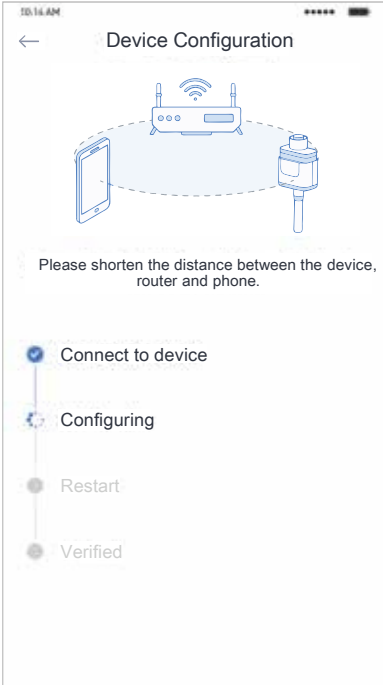 10:14 AM
Device Configuration
Please shorten the distance between the device,
router and phone.
Connect to device
Configuring
Restart
Verified